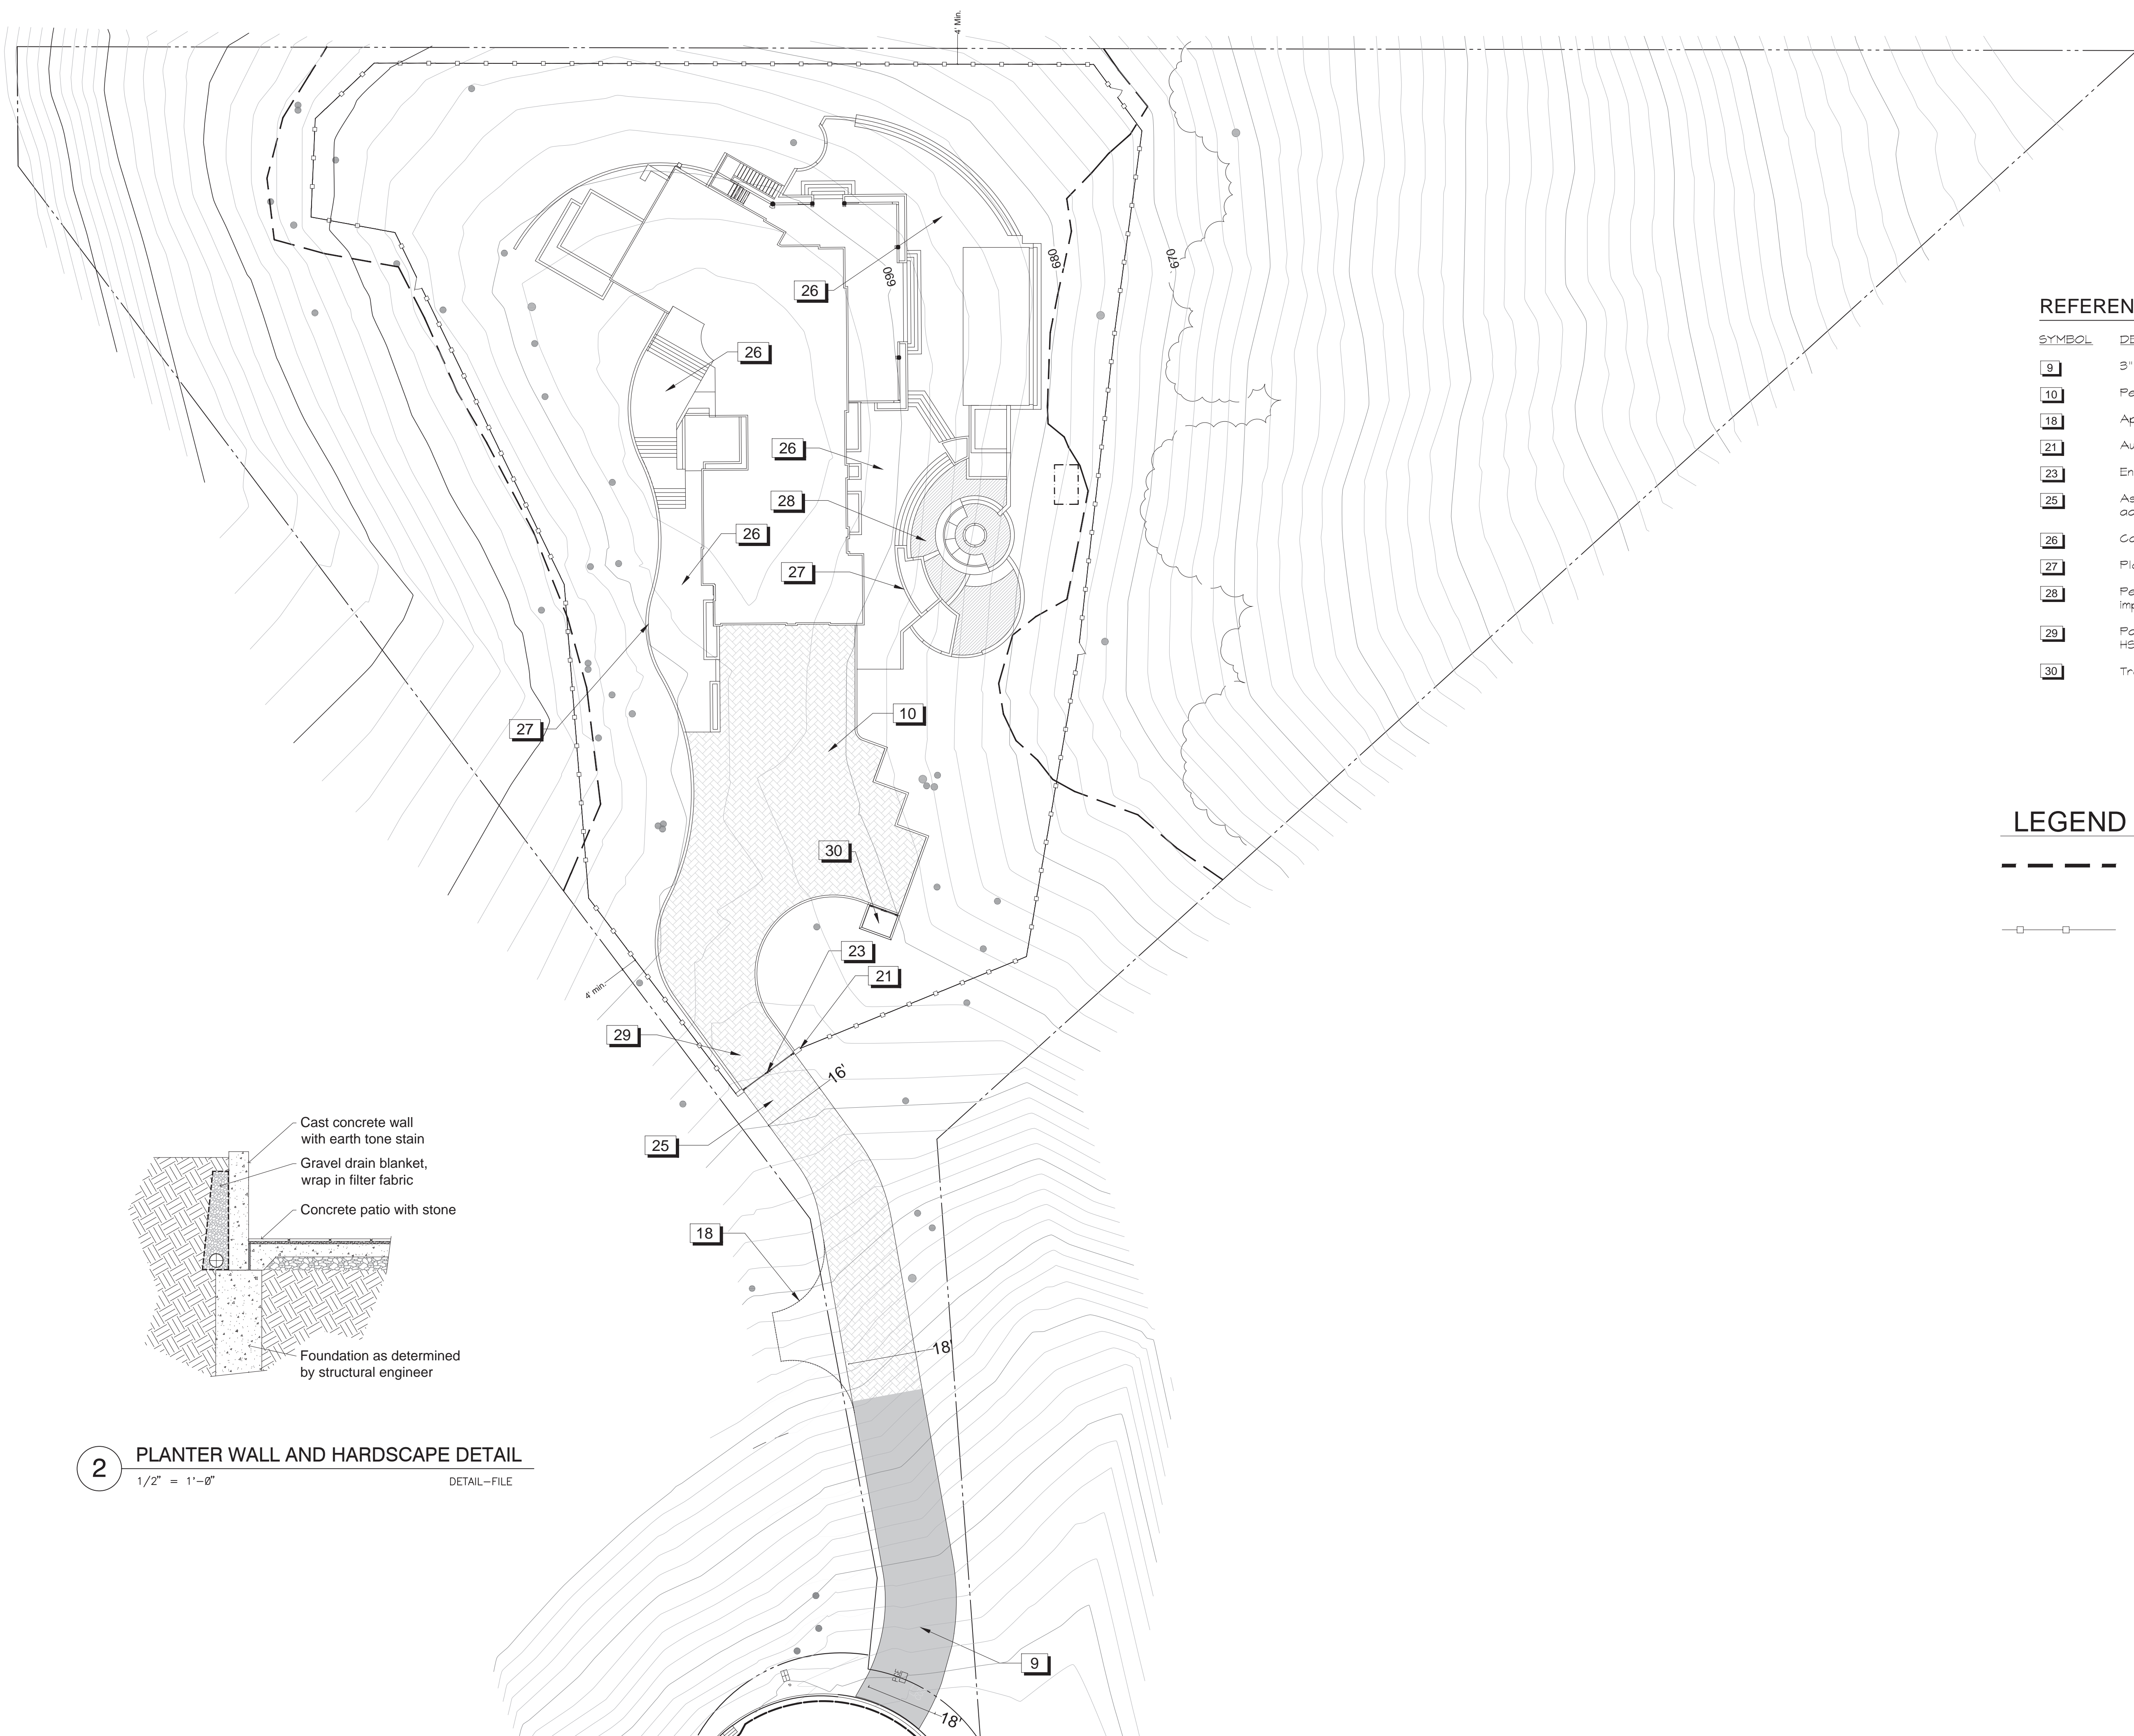 4' Min.
690
680
670
26
26
26
28
26
27
27
10
30
23
21
4' min.
29
16'
25
18
18'
9
18'
REFEREN
SYMBOL
9
3"
10
18
21
23
25
26
27
28
29
30
LEGEND
Cast concrete wall
with earth tone stain
Gravel drain blanket,
wrap in filter fabric
Concrete patio with stone
Foundation as determined
by structural engineer
2
PLANTER WALL AND HARDSCAPE DETAIL
1/2" = 1'-0"
DETAIL-FILE